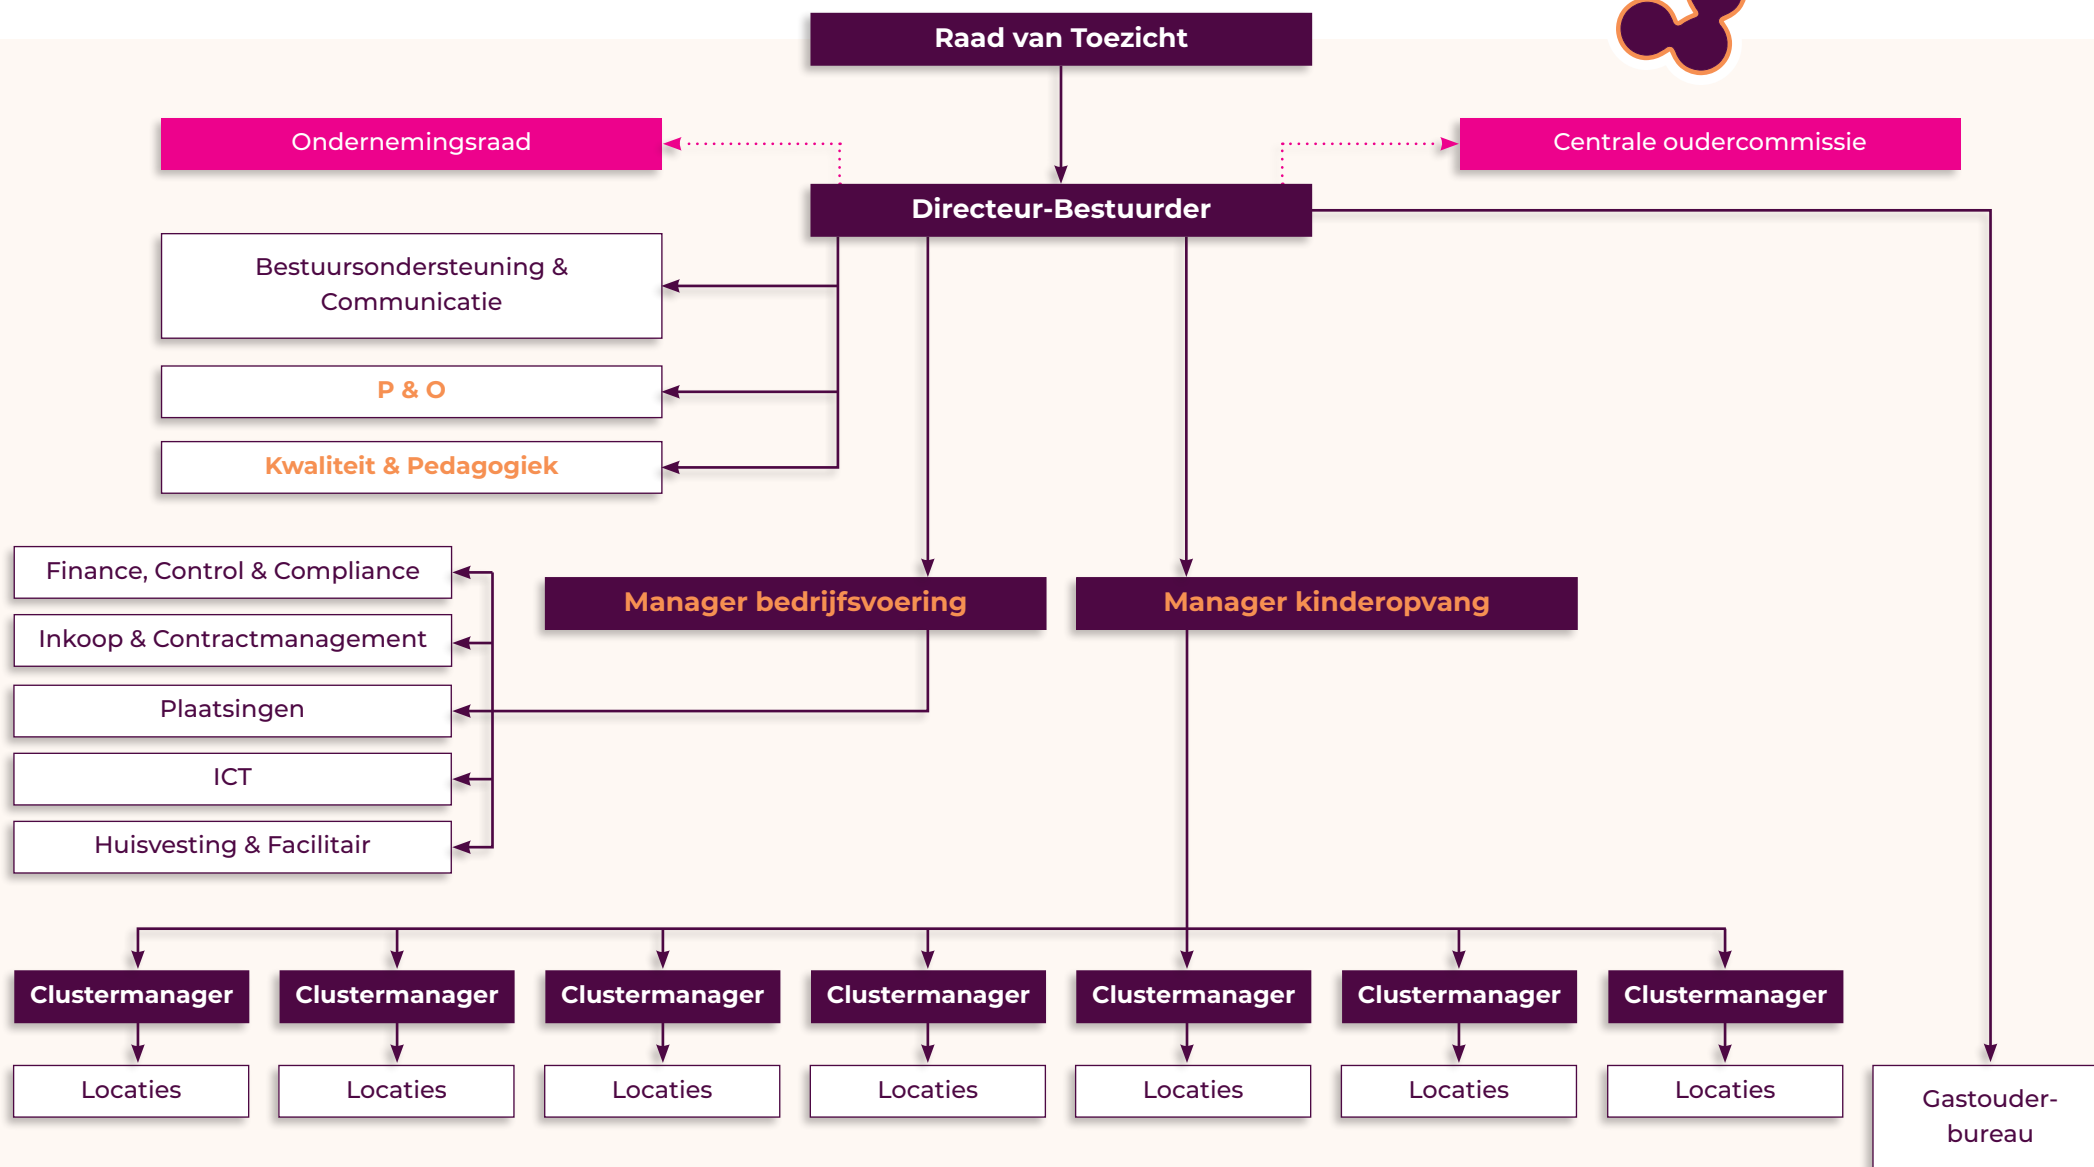 Raad van Toezicht
Ondernemingsraad
Centrale oudercommissie
Directeur-Bestuurder
Bestuursondersteuning &
Communicatie
P & O
Kwaliteit & Pedagogiek
Finance, Control & Compliance
Manager bedrijfsvoering
Manager kinderopvang
Inkoop & Contractmanagement
Plaatsingen
ICT
Huisvesting & Facilitair
Clustermanager
Clustermanager
Clustermanager
Clustermanager
Clustermanager
Clustermanager
Clustermanager
Locaties
Locaties
Locaties
Locaties
Locaties
Locaties
Locaties
Gastouder-
bureau